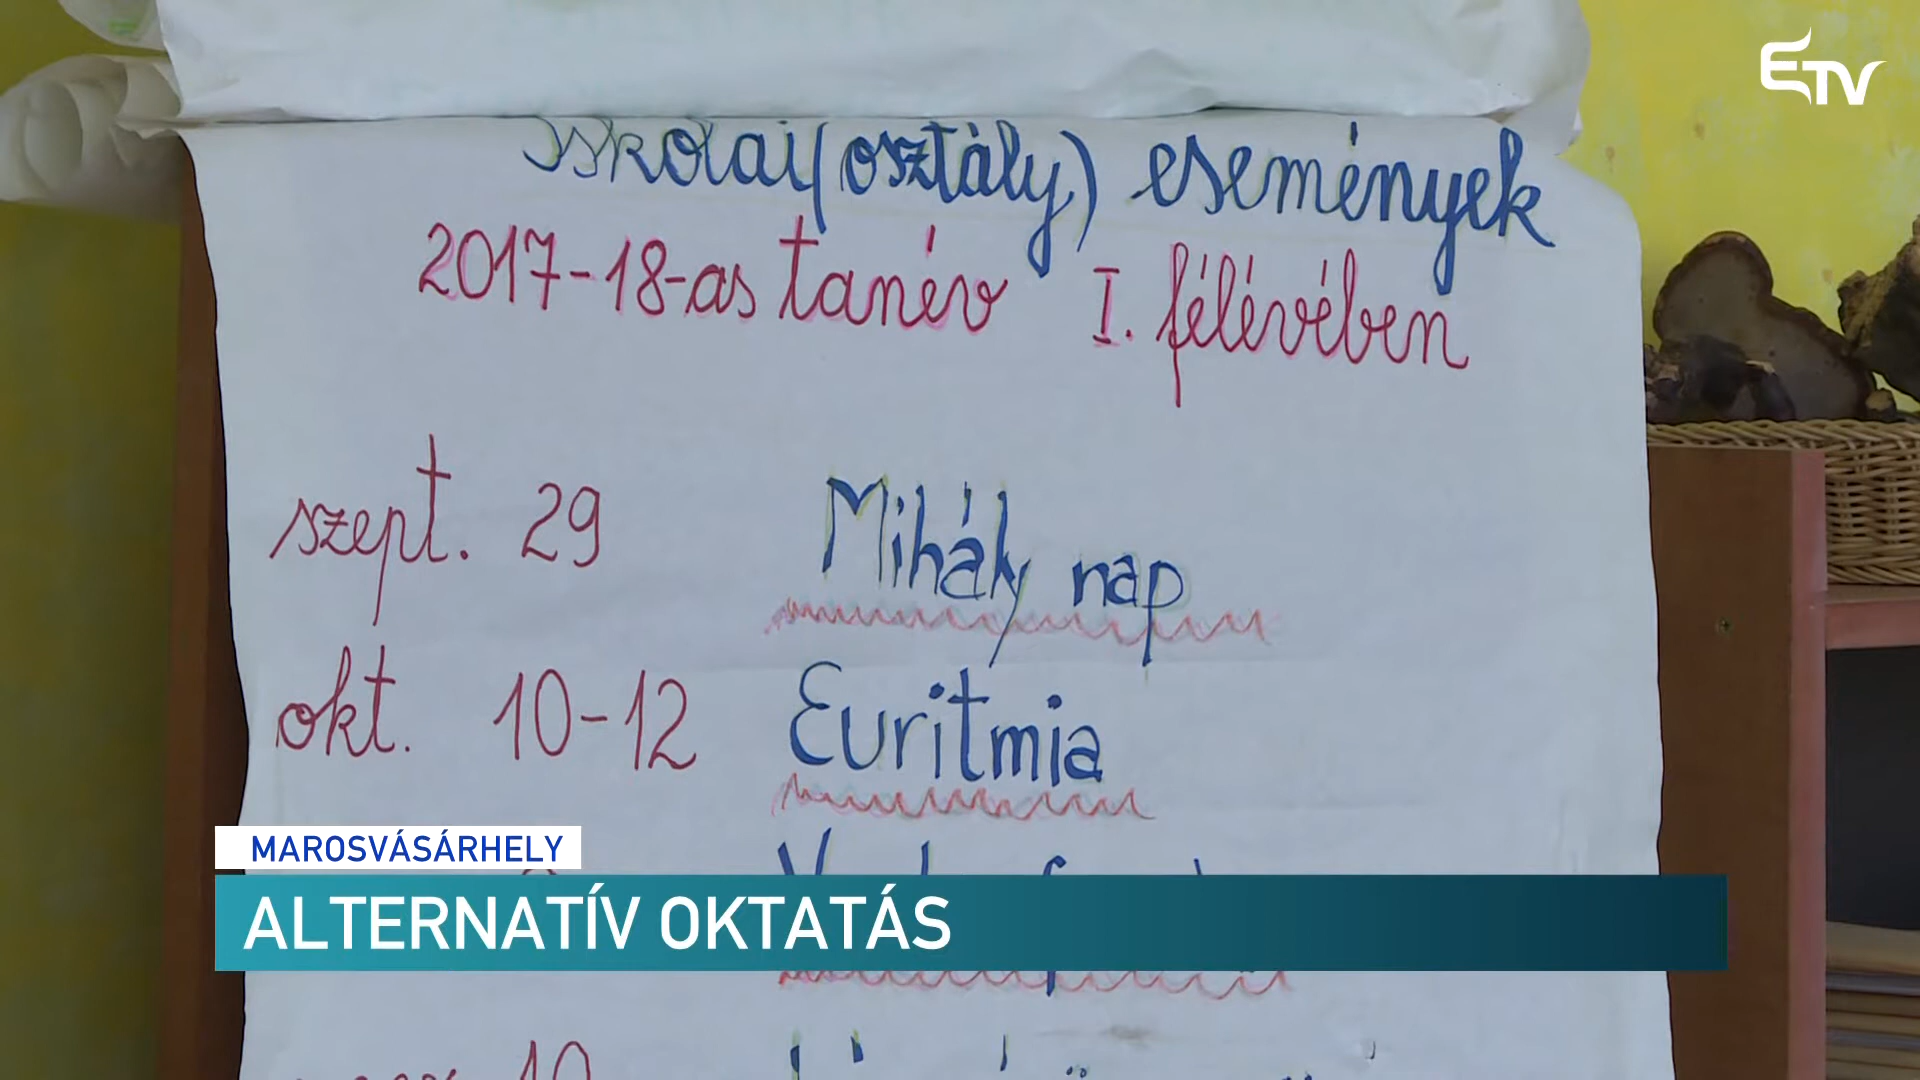 ETV
Iskolai (osztály) események
2017-18-as tanév I. félévében
szept. 29 Mihály nap
okt. 10-12 Euritmia
MAROSVÁSÁRHELY
ALTERNATÍV OKTATÁS
10